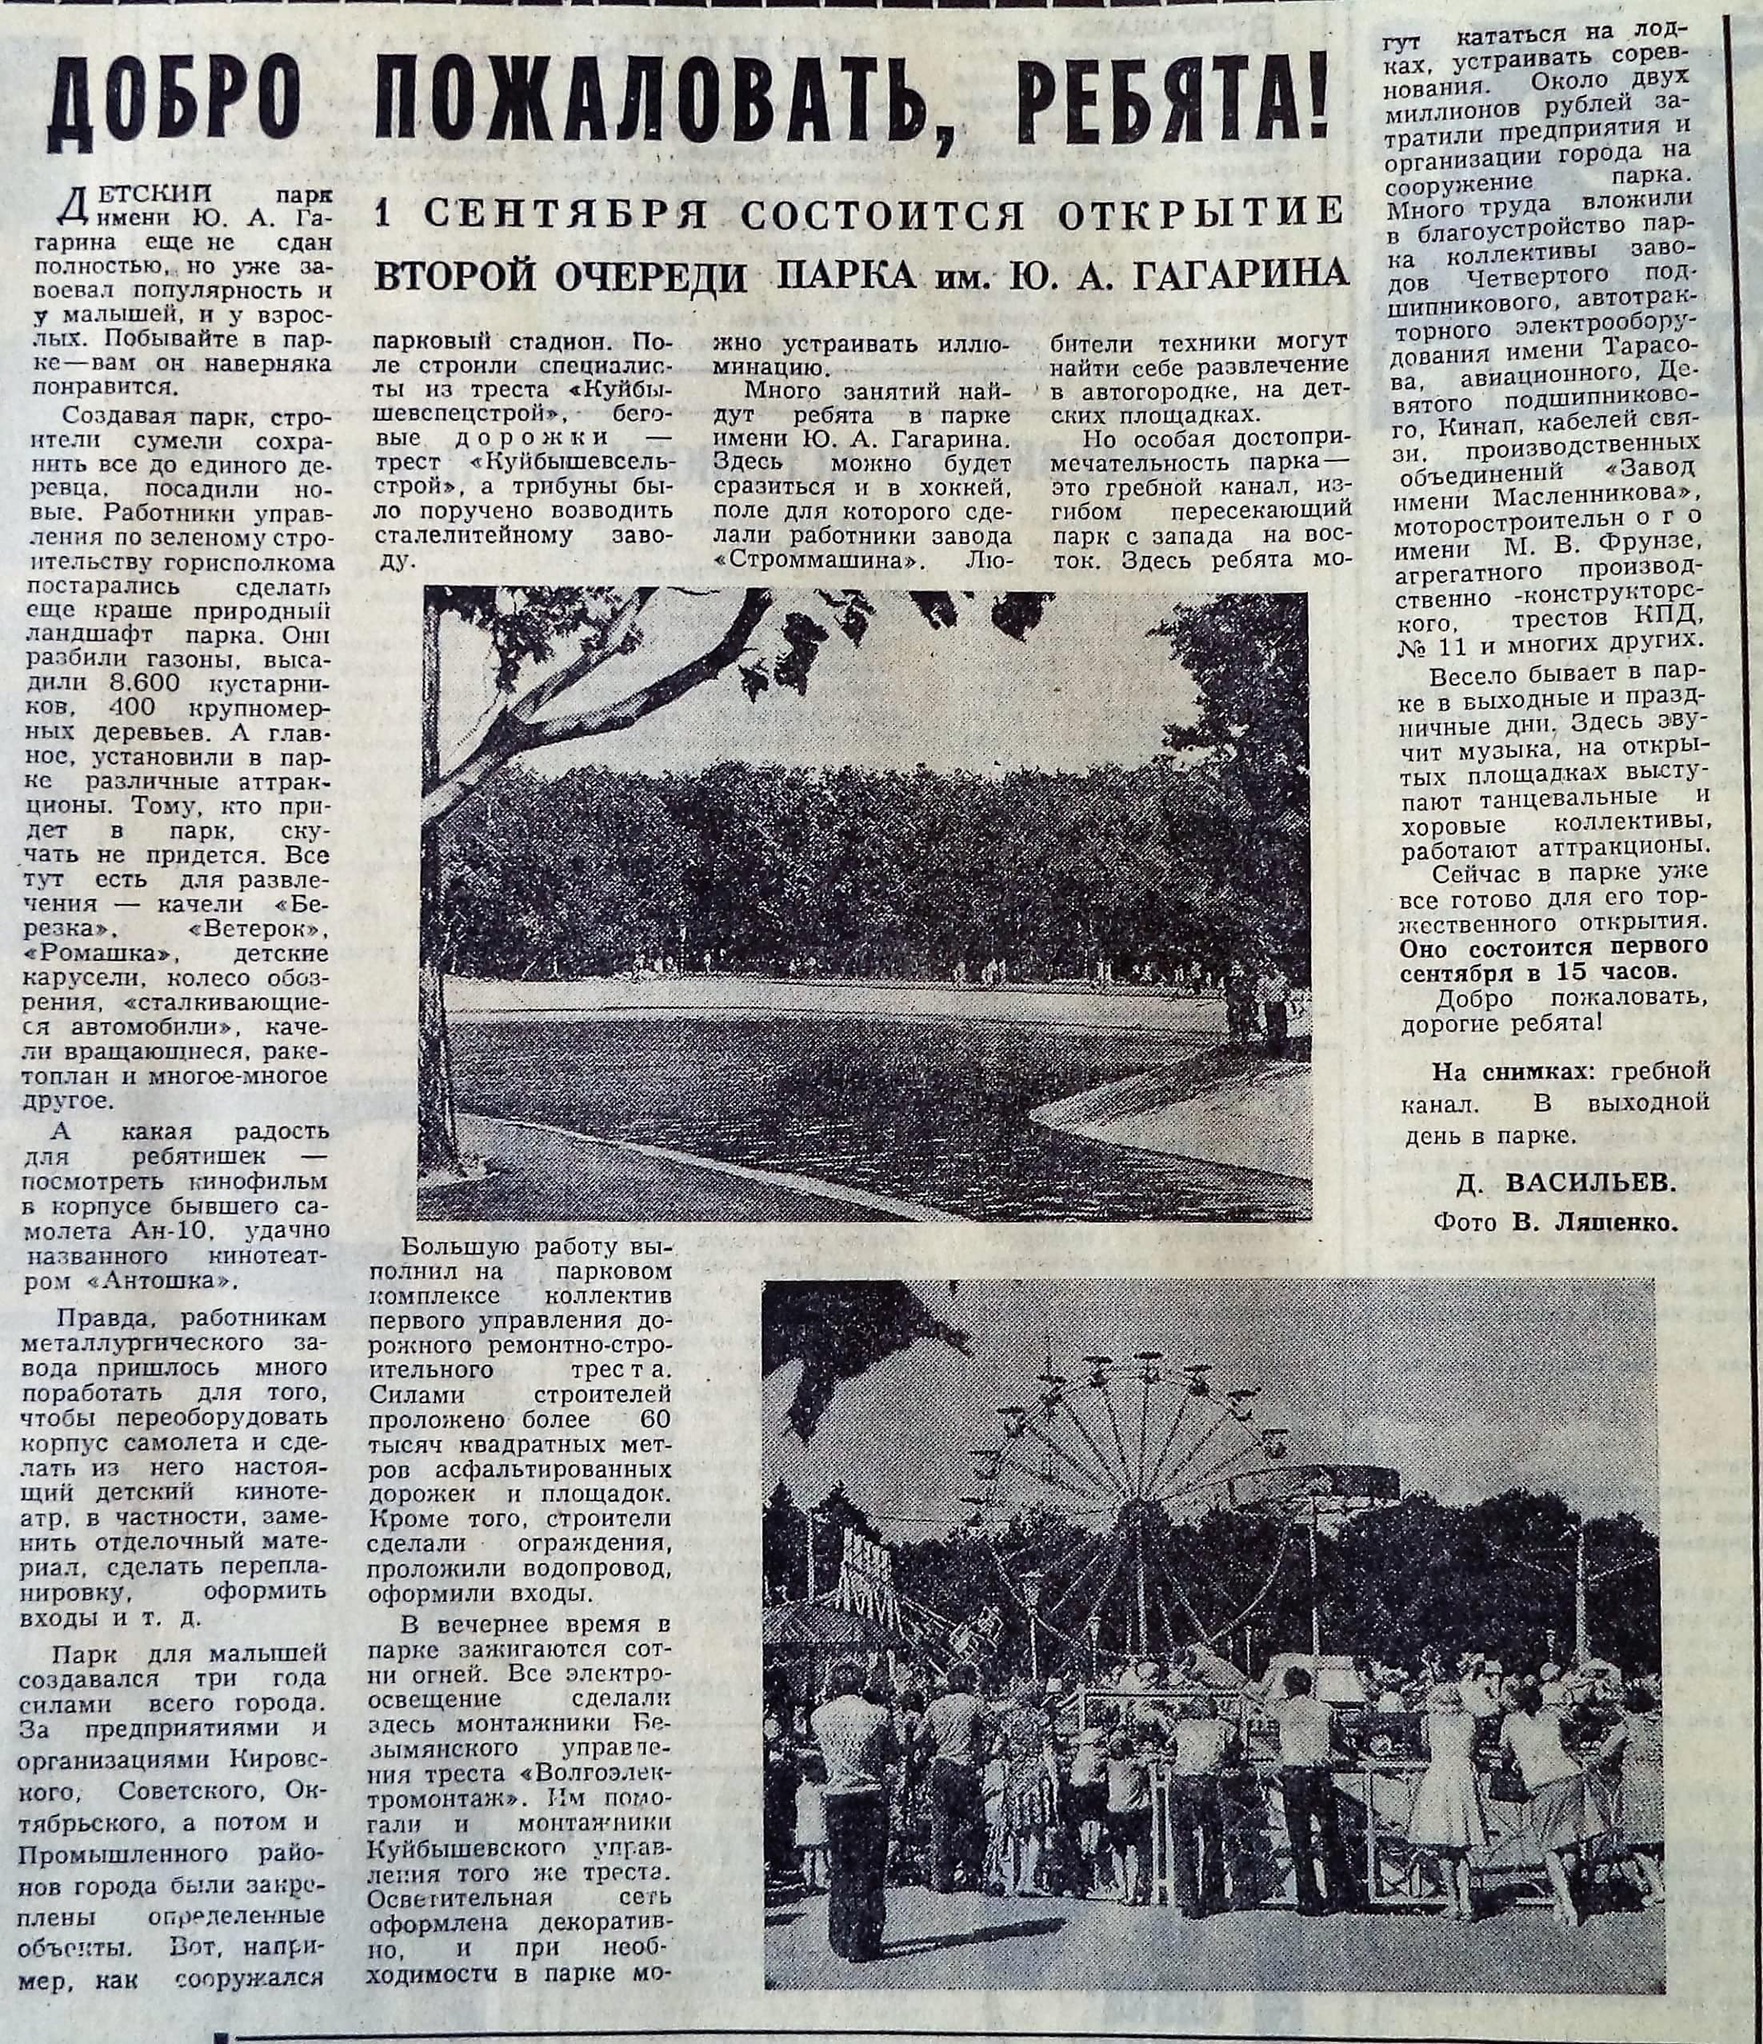 ДОБРО ПОЖАЛОВАТЬ, РЕБЯТА!
1 СЕНТЯБРЯ СОСТОИТСЯ ОТКРЫТИЕ
ВТОРОЙ ОЧЕРЕДИ ПАРКА им. Ю. А. ГАГАРИНА
ДЕТСКИЙ парк
имени Ю. А. Га-
гарина еще не сдан
полностью, но уже за-
воевал популярность и
у малышей, и у взрос-
лых. Побывайте в пар-
ке—вам он наверняка
понравится.
Создавая парк, стро-
ители сумели сохра-
нить все до единого де-
ревца, посадили но-
вые. Работники управ-
ления по зеленому стро-
ительству горисполкома
постарались сделать
еще краше природный
ландшафт парка. Они
разбили газоны, выса-
дили 8.600 кустарни-
ков, 400 крупномер-
ных деревьев. А глав-
ное, установили в пар-
ке различные аттрак-
ционы. Тому, кто при-
дет в парк, ску-
чать не придется. Все
тут есть для развле-
чения — качели «Бе-
резка», «Ветерок»,
«Ромашка», детские
карусели, колесо обоз-
рения, «сталкивающие-
ся автомобили», каче-
ли вращающиеся, раке-
топлан и многое-многое
другое.
А какая радость
для ребятишек —
посмотреть кинофильм
в корпусе бывшего са-
молета Ан-10, удачно
названного кинотеат-
ром «Антошка».
Правда, работникам
металлургического за-
вода пришлось много
поработать для того,
чтобы переоборудовать
корпус самолета и сде-
лать из него настоя-
щий детский киноте-
атр, в частности, заме-
нить отделочный мате-
риал, сделать перепла-
нировку, оформить
входы и т. д.
Парк для малышей
создавался три года
силами всего города.
За предприятиями и
организациями Кировс-
кого, Советского, Ок-
тябрьского, а потом и
Промышленного райо-
нов города были закре-
плены определенные
объекты. Вот, напри-
мер, как сооружался
парковый стадион. По-
ле строили специалис-
ты из треста «Куйбы-
шевспецстрой», бего-
вые дорожки —
трест «Куйбышевсель-
строй», а трибуны бы-
ло поручено возводить
сталелитейному заво-
ду.
Большую работу вы-
полнил на парковом
комплексе коллектив
первого управления до-
рожного ремонтно-стро-
ительного треста.
Силами строителей
проложено более 60
тысяч квадратных мет-
ров асфальтированных
дорожек и площадок.
Кроме того, строители
сделали ограждения,
проложили водопровод,
оформили входы.
В вечернее время в
парке зажигаются сот-
ни огней. Все электро-
освещение сделали
здесь монтажники Бе-
зымянского управле-
ния треста «Волгоэлек-
тромонтаж». Им помо-
гали и монтажники
Куйбышевского управ-
ления того же треста.
Осветительная сеть
оформлена декоратив-
но, и при необ-
ходимости в парке мо-
жно устраивать иллю-
минацию.
Много занятий най-
дут ребята в парке
имени Ю. А. Гагарина.
Здесь можно будет
сразиться и в хоккей,
поле для которого сде-
лали работники завода
«Строммашина». Лю-
бители техники могут
найти себе развлечение
в автогородке, на дет-
ских площадках.
Но особая достопри-
мечательность парка—
это гребной канал, из-
гибом пересекающий
парк с запада на вос-
ток. Здесь ребята мо-
гут кататься на лод-
ках, устраивать сорев-
нования. Около двух
миллионов рублей за-
тратили предприятия и
организации города на
сооружение парка.
Много труда вложили
в благоустройство пар-
ка коллективы заво-
дов Четвертого под-
шипникового, автотрак-
торного электрообору-
дования имени Тарасо-
ва, авиационного, Де-
вятого подшипниково-
го, Кинап, кабелей свя-
зи, производственных
объединений «Завод
имени Масленникова»,
моторостроительного
имени М. В. Фрунзе,
агрегатного производ-
ственно-конструкторс-
кого, трестов КПД,
№ 11 и многих других.
Весело бывает в пар-
ке в выходные и празд-
ничные дни. Здесь зву-
чит музыка, на откры-
тых площадках высту-
пают танцевальные и
хоровые коллективы,
работают аттракционы.
Сейчас в парке уже
все готово для его тор-
жественного открытия.
Оно состоится первого
сентября в 15 часов.
Добро пожаловать,
дорогие ребята!
На снимках: гребной
канал. В выходной
день в парке.
Д. ВАСИЛЬЕВ.
Фото В. Лященко.